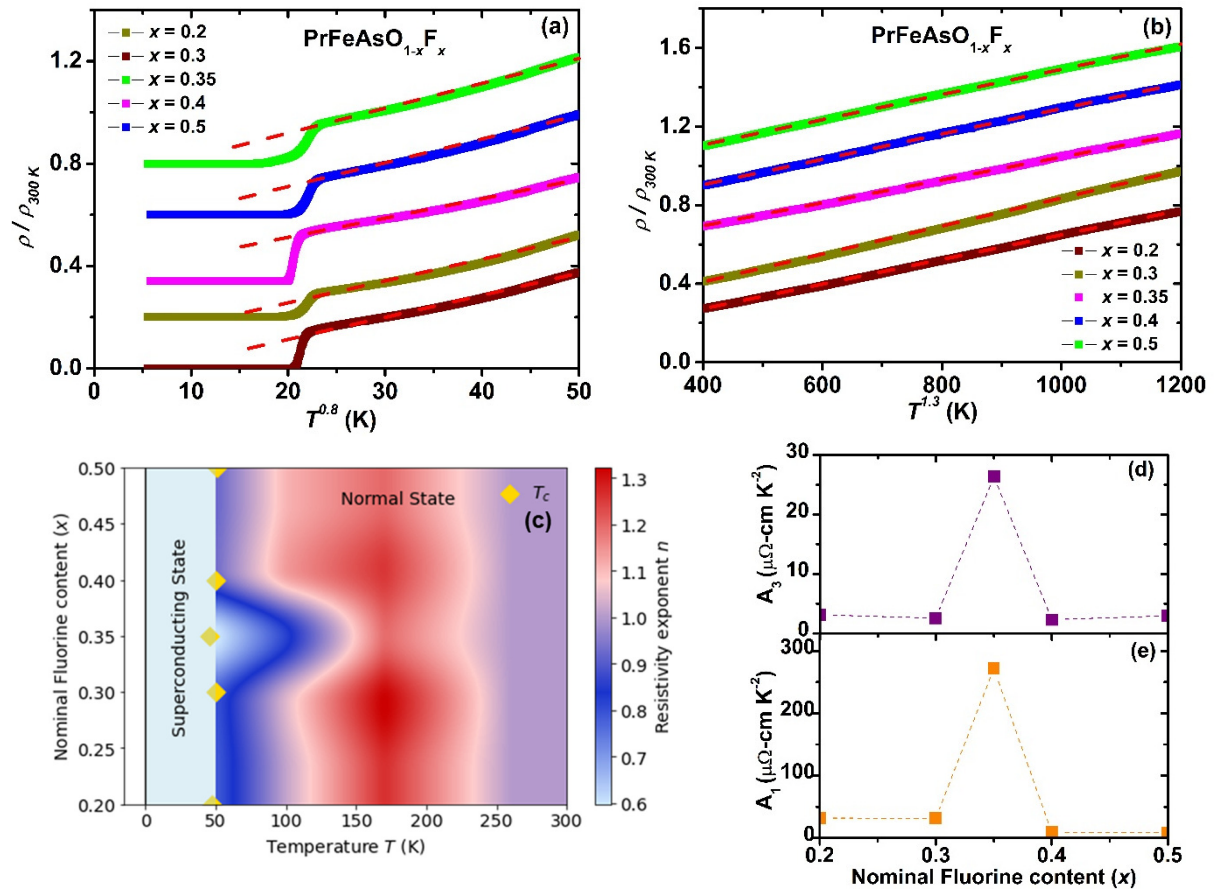 (a)
PrFeAsO1-xFx
x = 0.2
x = 0.3
x = 0.35
x = 0.4
x = 0.5
1.2
0.8
0.4
0.0
ρ / ρ300 K
0 10 20 30 40 50
T0.8 (K)
(b)
PrFeAsO1-xFx
1.6
1.2
0.8
0.4
0.0
ρ / ρ300 K
x = 0.2
x = 0.3
x = 0.35
x = 0.4
x = 0.5
400 600 800 1000 1200
T1.3 (K)
0.50
0.45
0.40
0.35
0.30
0.25
0.20
Nominal Fluorine content (x)
Superconducting State
Normal State
Tc
(c)
0 50 100 150 200 250 300
Temperature T (K)
1.3
1.2
1.1
1.0
0.9
0.8
0.7
0.6
Resistivity exponent n
(d)
30
20
10
0
A3 (μΩ-cm K-2)
(e)
300
200
100
0
A1 (μΩ-cm K-2)
0.2 0.3 0.4 0.5
Nominal Fluorine content (x)